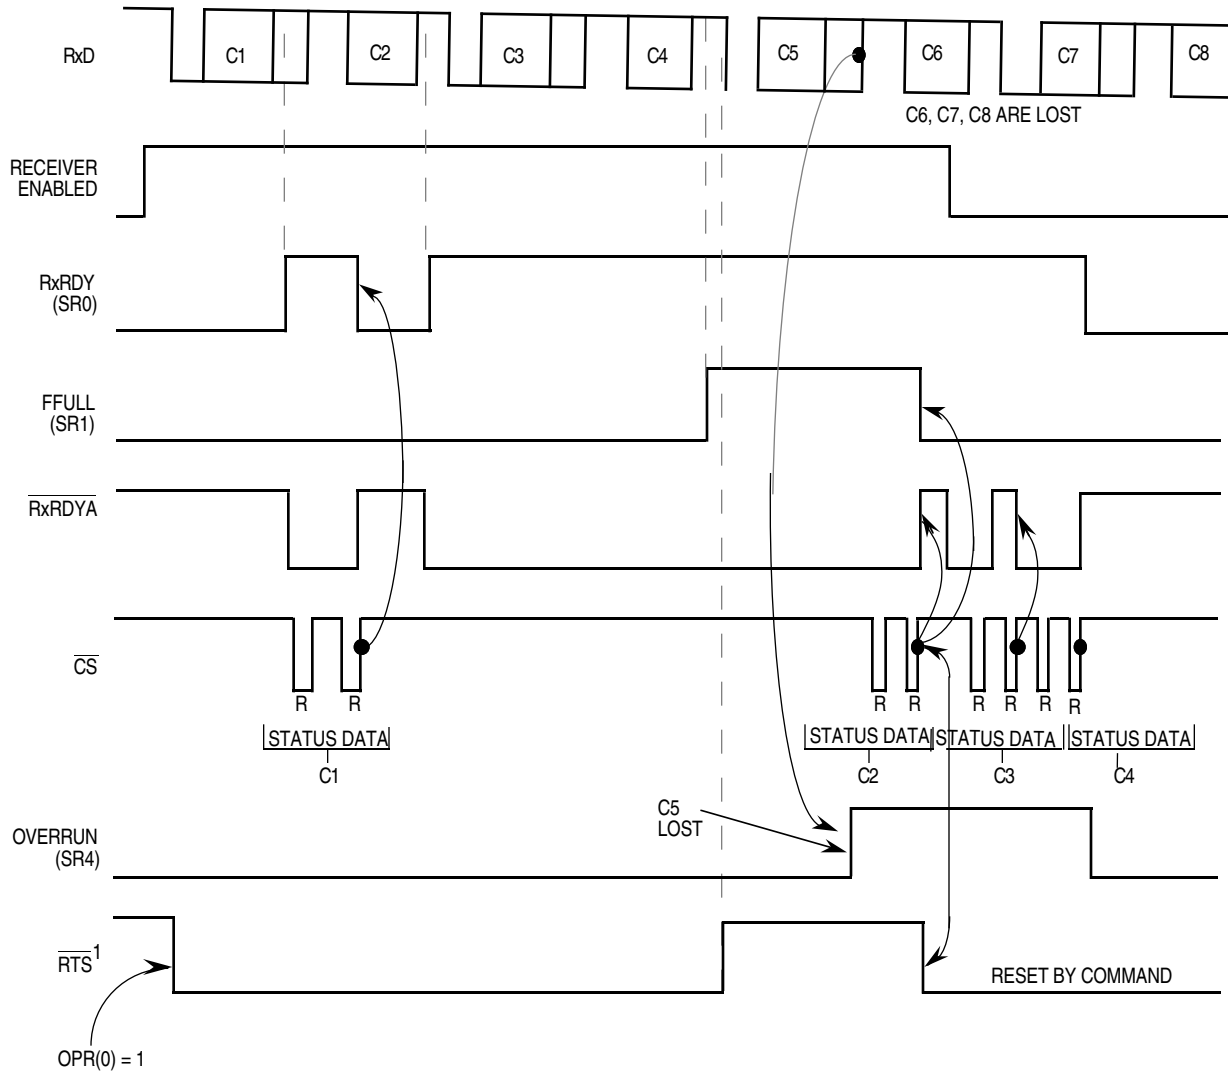 RxD
C1
C2
C3
C4
C5
C6
C7
C8
C6, C7, C8 ARE LOST
RECEIVER
ENABLED
RxRDY
(SR0)
FFULL
(SR1)
RxRDYA
CS
R
R
R
R
R
R
R
R
STATUS DATA
STATUS DATA
STATUS DATA
STATUS DATA
C1
C2
C3
C4
C5
LOST
OVERRUN
(SR4)
RTS1
RESET BY COMMAND
OPR(0) = 1